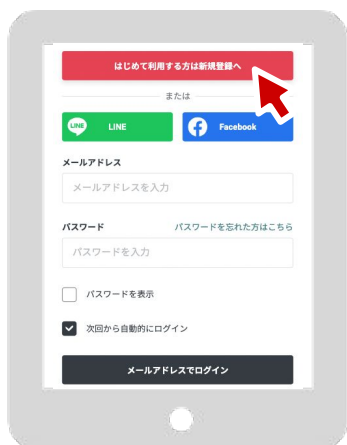 はじめて利用する方は新規登録へ
または
LINE LINE
Facebook
メールアドレス
メールアドレスを入力
パスワード パスワードを忘れた方はこちら
パスワードを入力
パスワードを表示
次回から自動的にログイン
メールアドレスでログイン